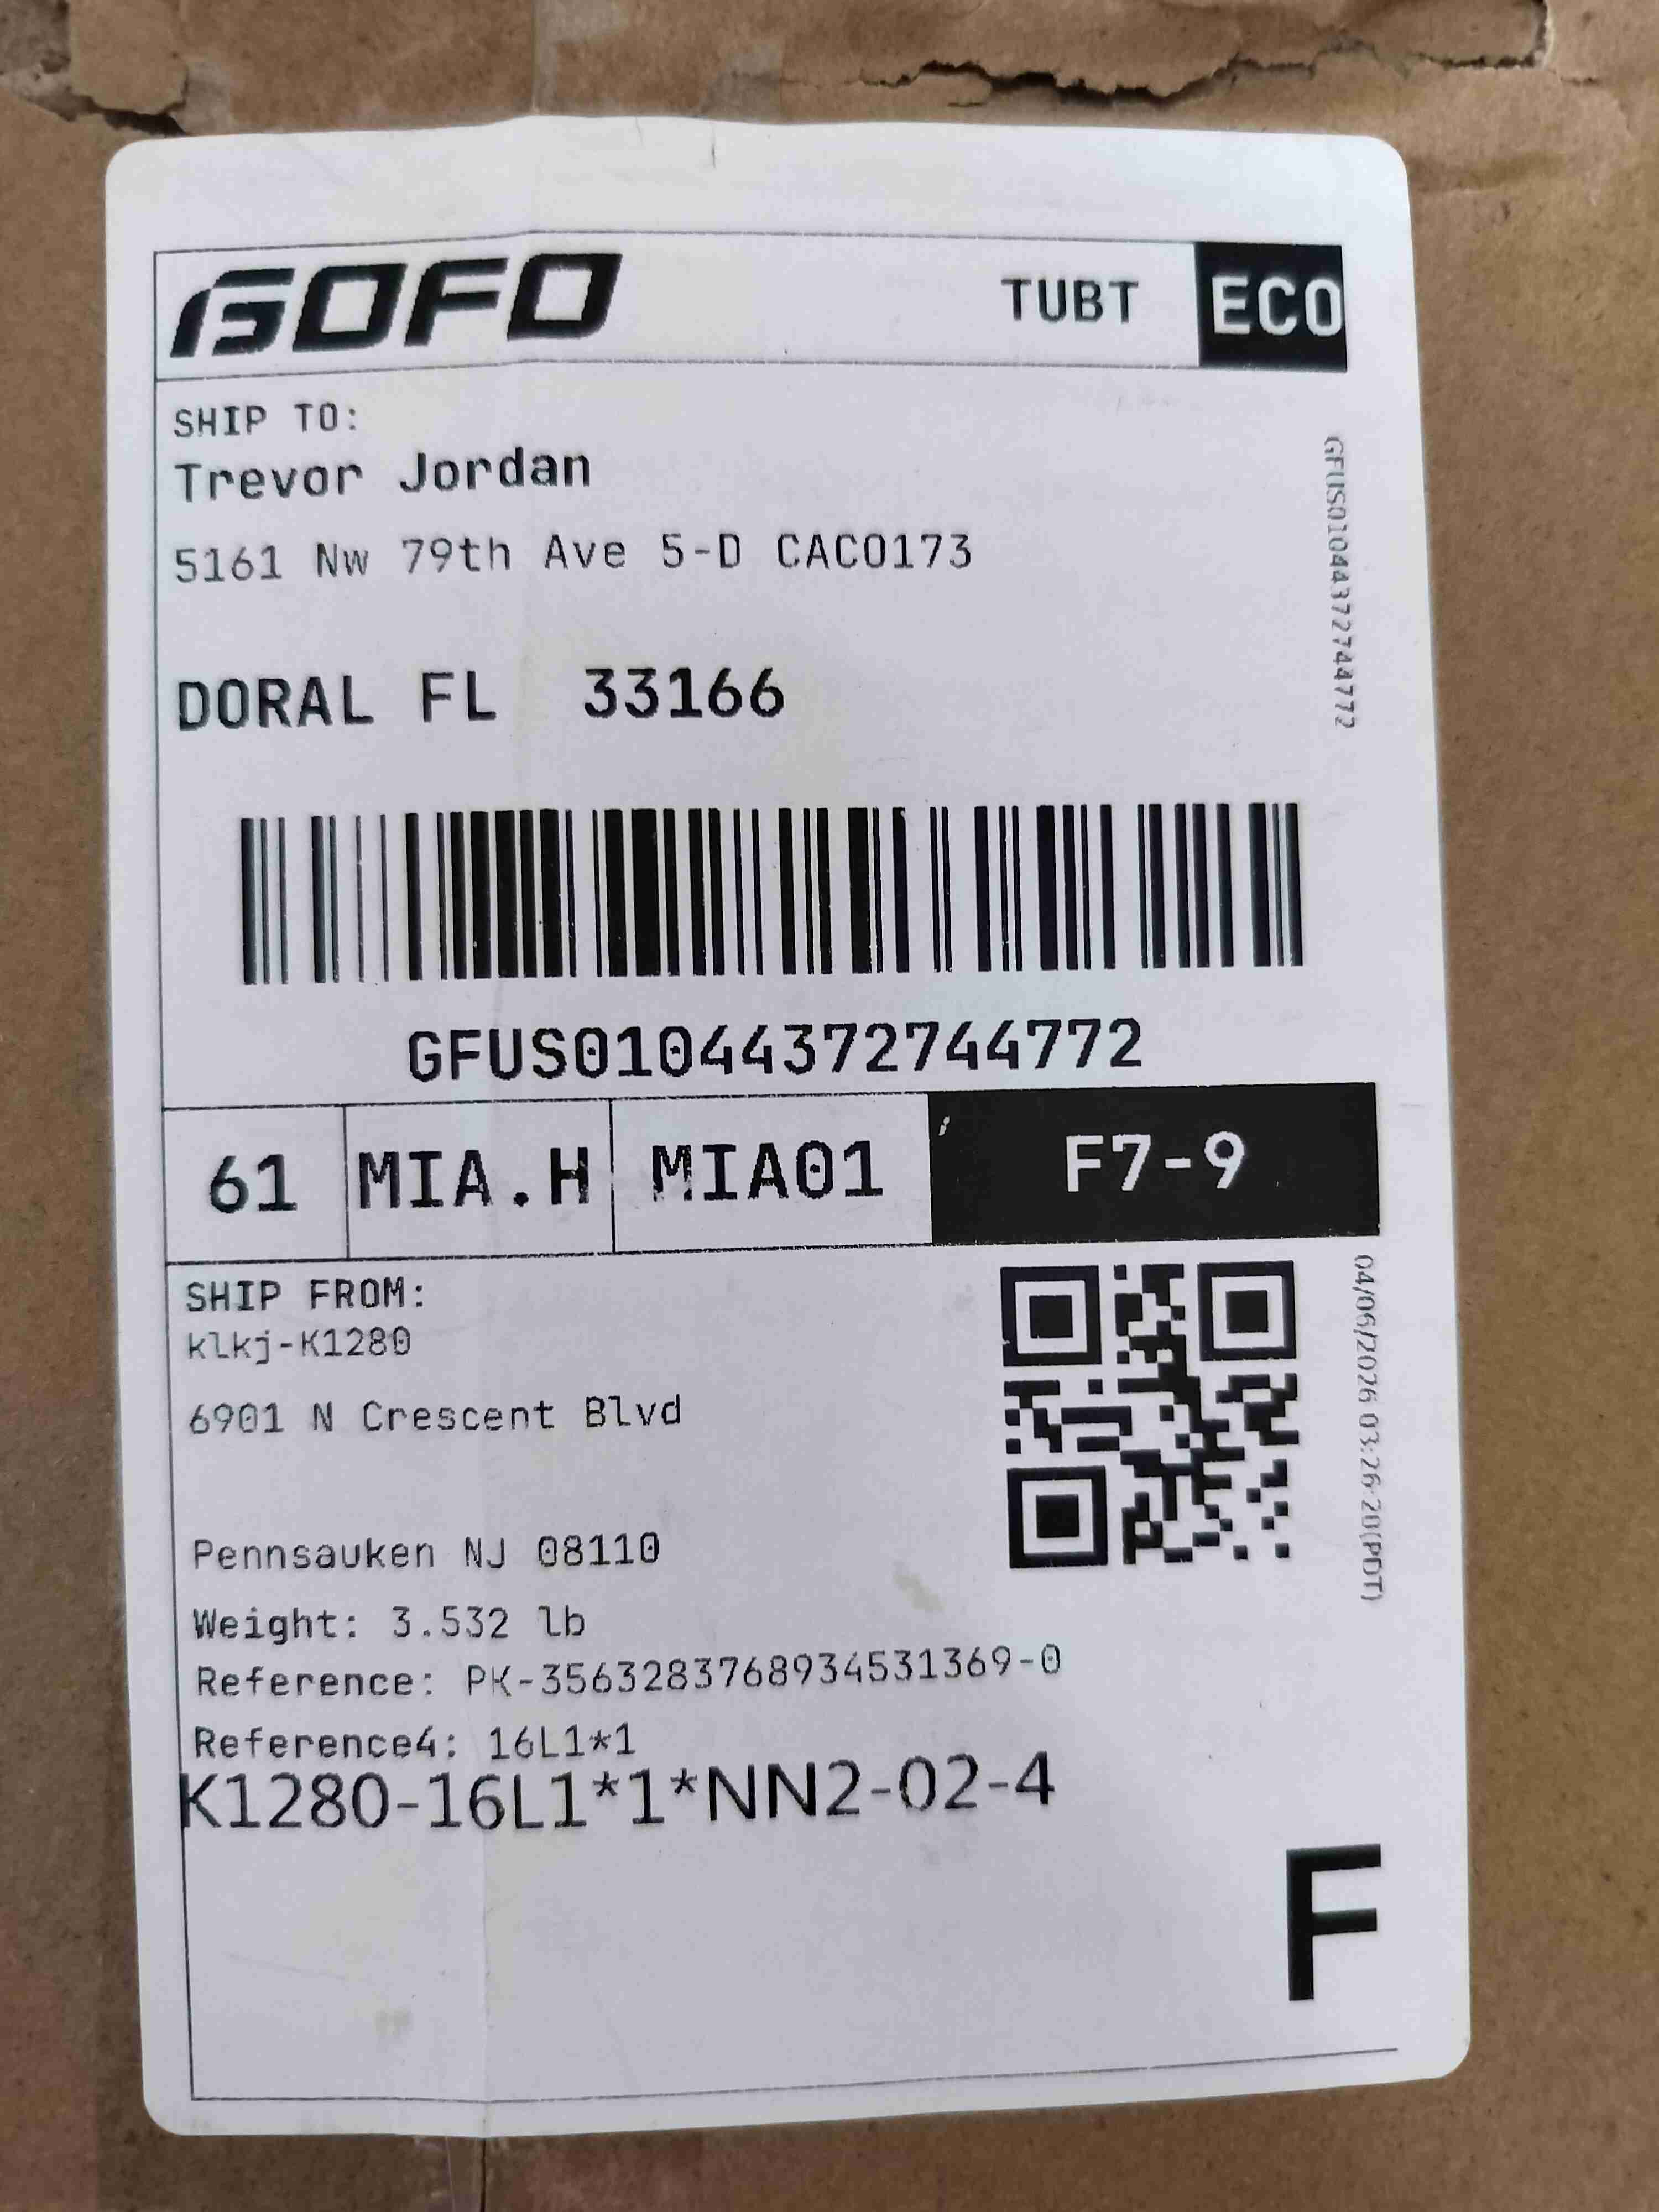 GOFO TUBT ECO
SHIP TO:
Trevor Jordan
5161 Nw 79th Ave 5-D CACO173
DORAL FL 33166
GFUS01044372744772
GFUS01044372744772
61 MIA.H MIA01 F7-9
SHIP FROM:
klkj-K1280
6901 N Crescent Blvd
Pennsauken NJ 08110
04/06/2026 03:26:20(PDT)
Weight: 3.532 lb
Reference: PK-3563283768934531369-0
Reference4: 16L1*1
K1280-16L1*1*NN2-02-4
F